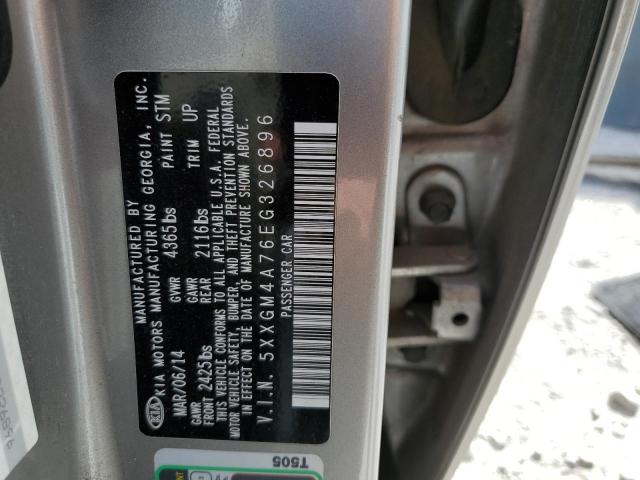 MANUFACTURED BY
KIA KIA MOTORS MANUFACTURING GEORGIA, INC.
MAR/06/14 GVWR 4365lbs PAINT STM
GAWR FRONT 2425lbs GAWR REAR 2116lbs TRIM UP
THIS VEHICLE CONFORMS TO ALL APPLICABLE U.S.A. FEDERAL
MOTOR VEHICLE SAFETY, BUMPER, AND THEFT PREVENTION STANDARDS
IN EFFECT ON THE DATE OF MANUFACTURE SHOWN ABOVE.
V.I.N. 5XXGM4A76EG326896
PASSENGER CAR
T505